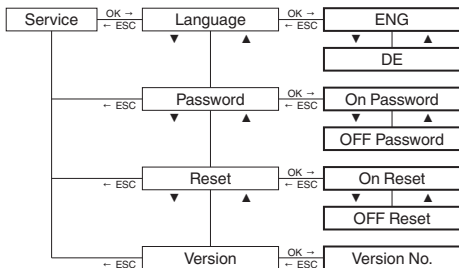 Service OK → Language OK → ENG
← ESC ← ESC
▼ ▲ ▼ ▲
DE
Password OK → On Password
← ESC ← ESC
▼ ▲ ▼ ▲
OFF Password
Reset OK → On Reset
← ESC ← ESC
▼ ▲ ▼ ▲
OFF Reset
Version OK → Version No.
← ESC ← ESC